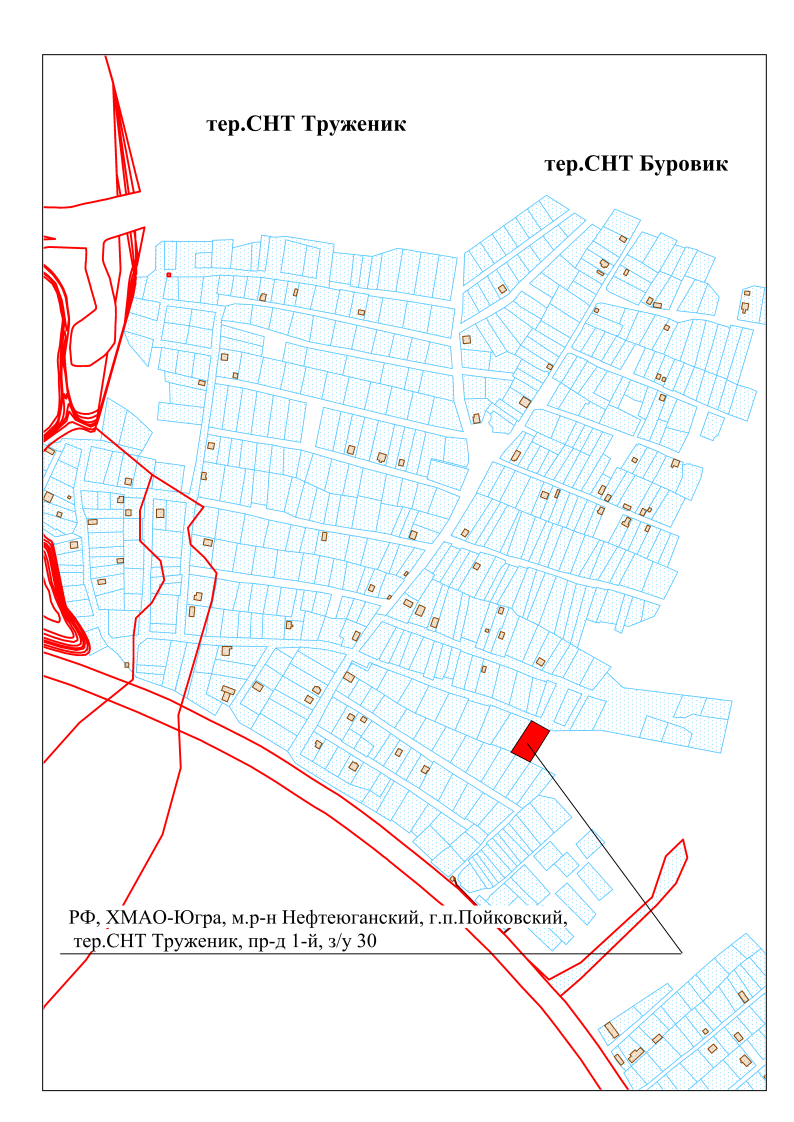 тер.СНТ Труженик
тер.СНТ Буровик
РФ, ХМАО-Югра, м.р-н Нефтеюганский, г.п.Пойковский,
тер.СНТ Труженик, пр-д 1-й, з/у 30